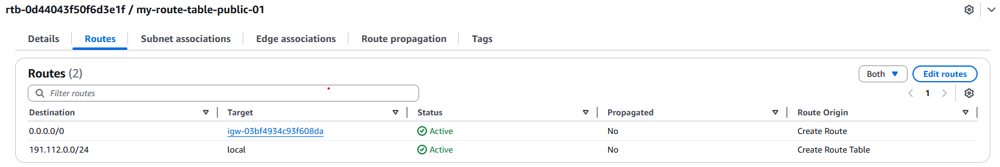 rtb-0d44043f50f6d3e1f / my-route-table-public-01
Details Routes Subnet associations Edge associations Route propagation Tags
Routes (2) Both Edit routes
Filter routes 1
Destination Target Status Propagated Route Origin
0.0.0.0/0 igw-03bf4934c93f608da Active No Create Route
191.112.0.0/24 local Active No Create Route Table